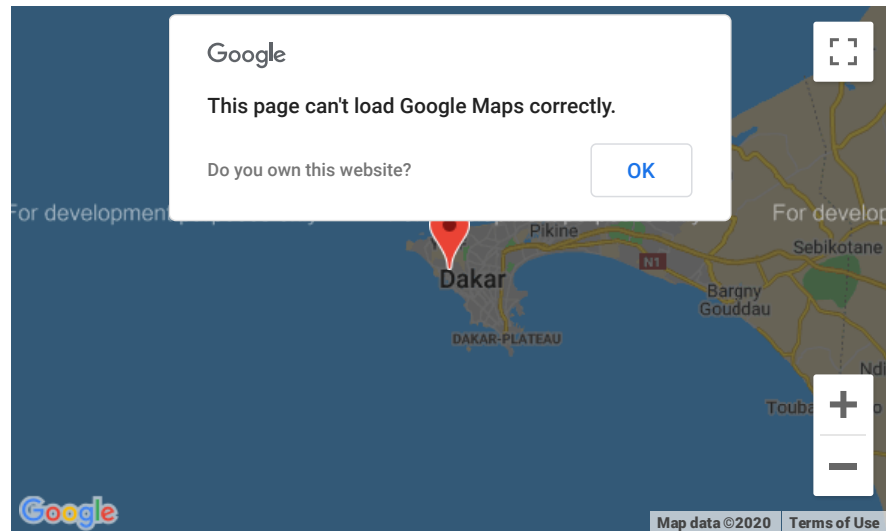 Google
This page can't load Google Maps correctly.
Do you own this website?
OK
For development
For develop
Pikine
N1
Sebikotane
Dakar
Bargny
Gouddau
DAKAR-PLATEAU
Google
Map data ©2020
Terms of Use